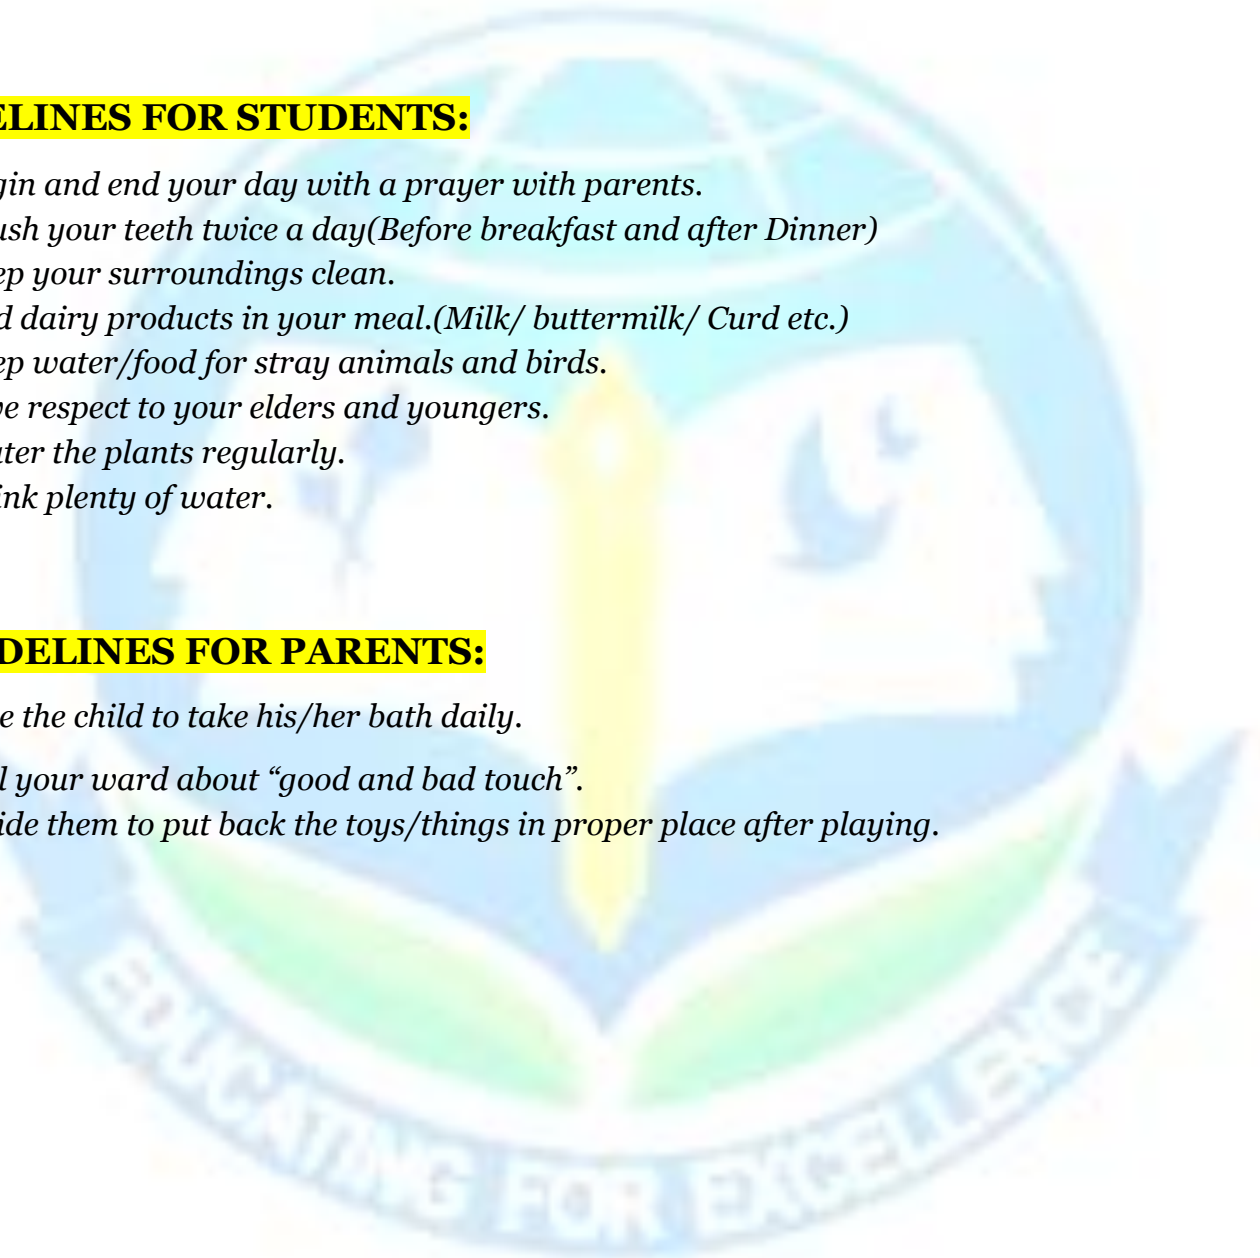 ELINES FOR STUDENTS:
gin and end your day with a prayer with parents.
ush your teeth twice a day(Before breakfast and after Dinner)
ep your surroundings clean.
d dairy products in your meal.(Milk/ buttermilk/ Curd etc.)
ep water/food for stray animals and birds.
ve respect to your elders and youngers.
ter the plants regularly.
ink plenty of water.
DELINES FOR PARENTS:
e the child to take his/her bath daily.
l your ward about “good and bad touch”.
ide them to put back the toys/things in proper place after playing.
EDUCATING FOR EXCELLENCE